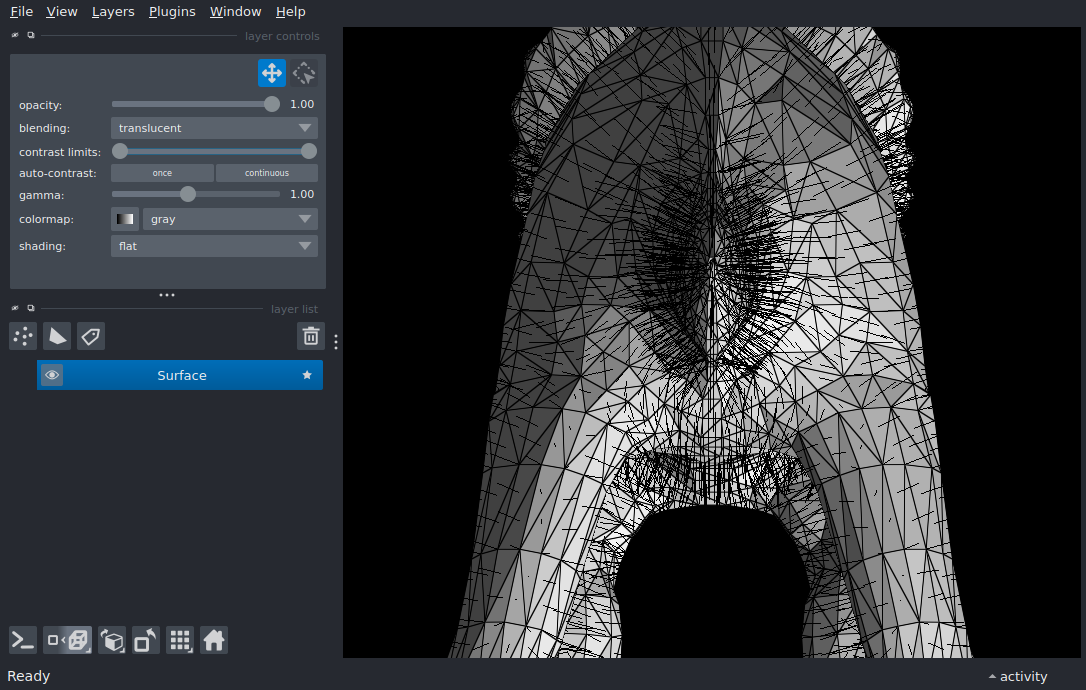 File View Layers Plugins Window Help
layer controls
opacity: 1.00
blending: translucent
contrast limits:
auto-contrast: once continuous
gamma: 1.00
colormap: gray
shading: flat
layer list
Surface
Ready activity